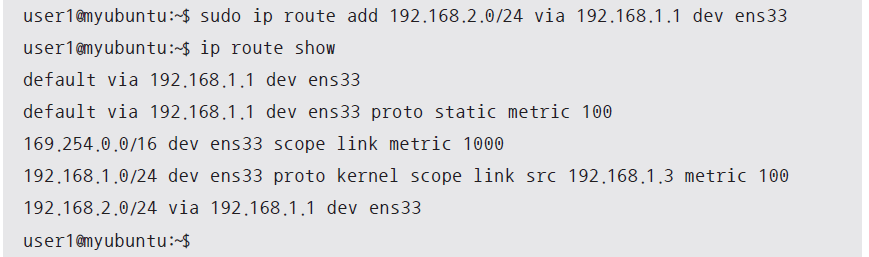 user1@myubuntu:~$ sudo ip route add 192.168.2.0/24 via 192.168.1.1 dev ens33
user1@myubuntu:~$ ip route show
default via 192.168.1.1 dev ens33
default via 192.168.1.1 dev ens33 proto static metric 100
169.254.0.0/16 dev ens33 scope link metric 1000
192.168.1.0/24 dev ens33 proto kernel scope link src 192.168.1.3 metric 100
192.168.2.0/24 via 192.168.1.1 dev ens33
user1@myubuntu:~$